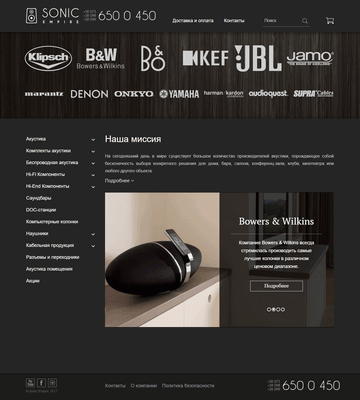 SONIC
EMPIRE
650 0 450
Доставка и оплата
Контакты
Поиск
Klipsch
B&W
Bowers & Wilkins
B&O
KEF
JBL
JAMO
marantz
DENON
ONKYO
YAMAHA
harman kardon
audioquest
SUPRA Cables
Акустика
Комплекты акустики
Беспроводная акустика
Hi-Fi Компоненты
Hi-End Компоненты
Саундбары
DOC-станции
Компьютерные колонки
Наушники
Кабельная продукция
Разъемы и переходники
Акустика помещения
Акции
Наша миссия
На сегодняшний день в мире существует большое количество производителей акустики, порождающее собой
бесконечность выбора конкретного решения для дома, бара, салона, конференц-зала, клуба, кинотеатра или
любого другого объекта.
Подробнее
Bowers & Wilkins
Компания Bowers & Wilkins всегда
стремилась производить самые
лучшие колонки в различном
ценовом диапазоне.
Подробнее
Контакты
О компании
Политика безопасности
650 0 450